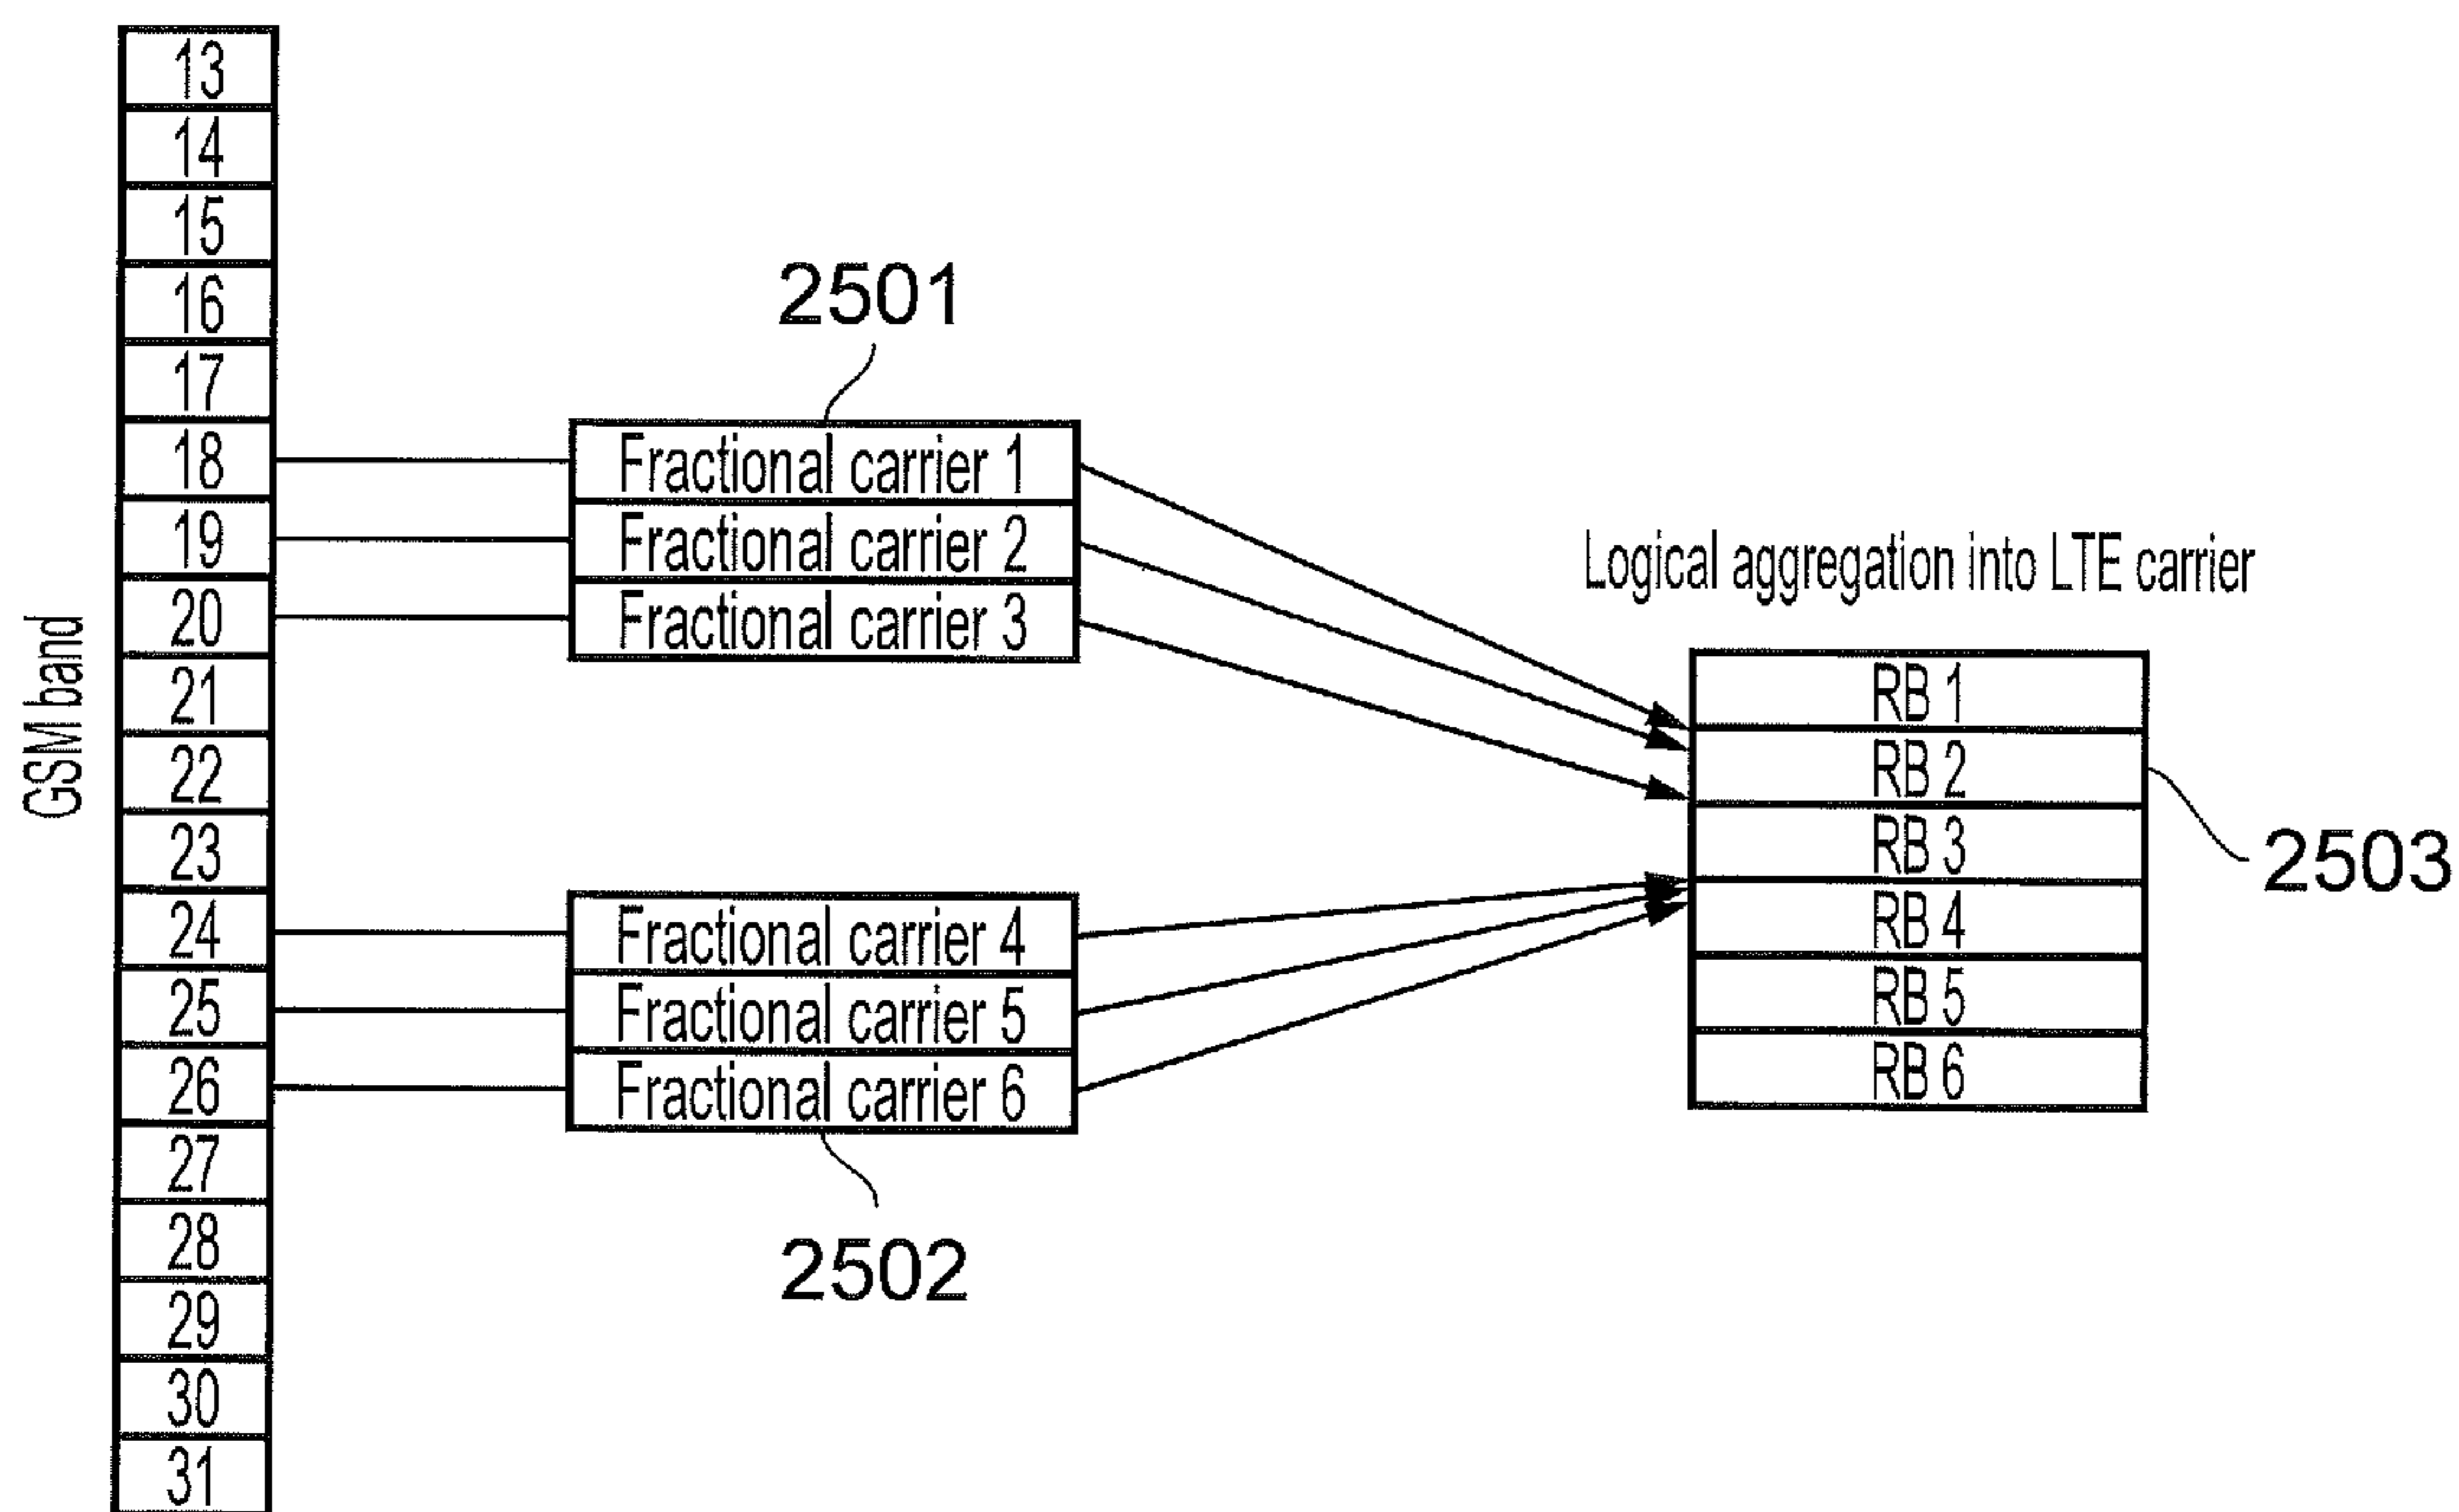 GSM band
13
14
15
16
17
18
19
20
21
22
23
24
25
26
27
28
29
30
31
2501
Fractional carrier 1
Fractional carrier 2
Fractional carrier 3
Fractional carrier 4
Fractional carrier 5
Fractional carrier 6
2502
Logical aggregation into LTE carrier
RB 1
RB 2
RB 3
RB 4
RB 5
RB 6
2503